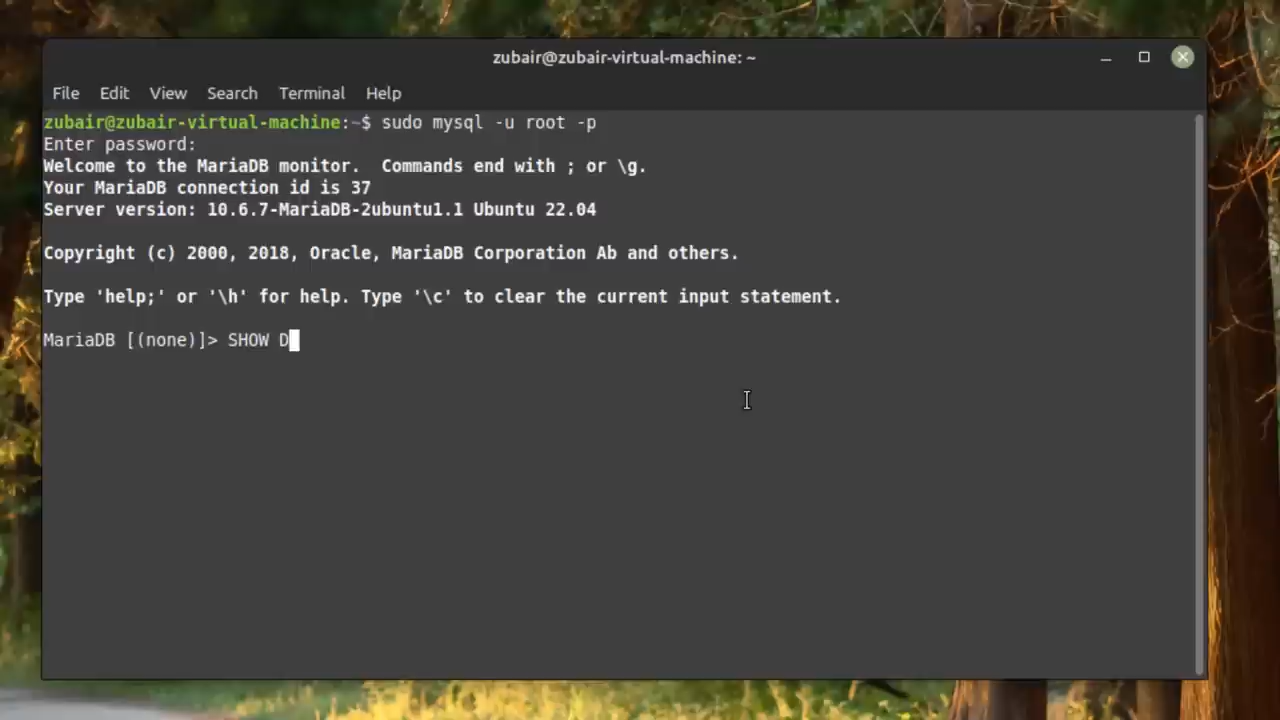 zubair@zubair-virtual-machine: ~
File Edit View Search Terminal Help
zubair@zubair-virtual-machine:~$ sudo mysql -u root -p
Enter password:
Welcome to the MariaDB monitor.  Commands end with ; or \g.
Your MariaDB connection id is 37
Server version: 10.6.7-MariaDB-2ubuntu1.1 Ubuntu 22.04
Copyright (c) 2000, 2018, Oracle, MariaDB Corporation Ab and others.
Type 'help;' or '\h' for help. Type '\c' to clear the current input statement.
MariaDB [(none)]> SHOW D